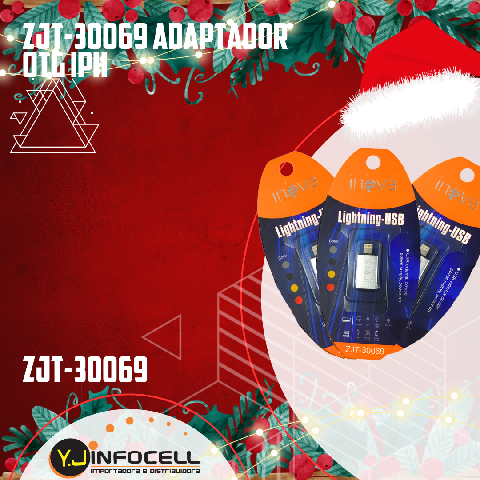 ZJT-30069 ADAPTADOR
OTG IPH
inova
inova
inova
Lightning-USB
Lightning-USB
Lightning-USB
Color
ZJT-30069
ZJT-30069
Y.J INFOCELL
importadora e distribuidora